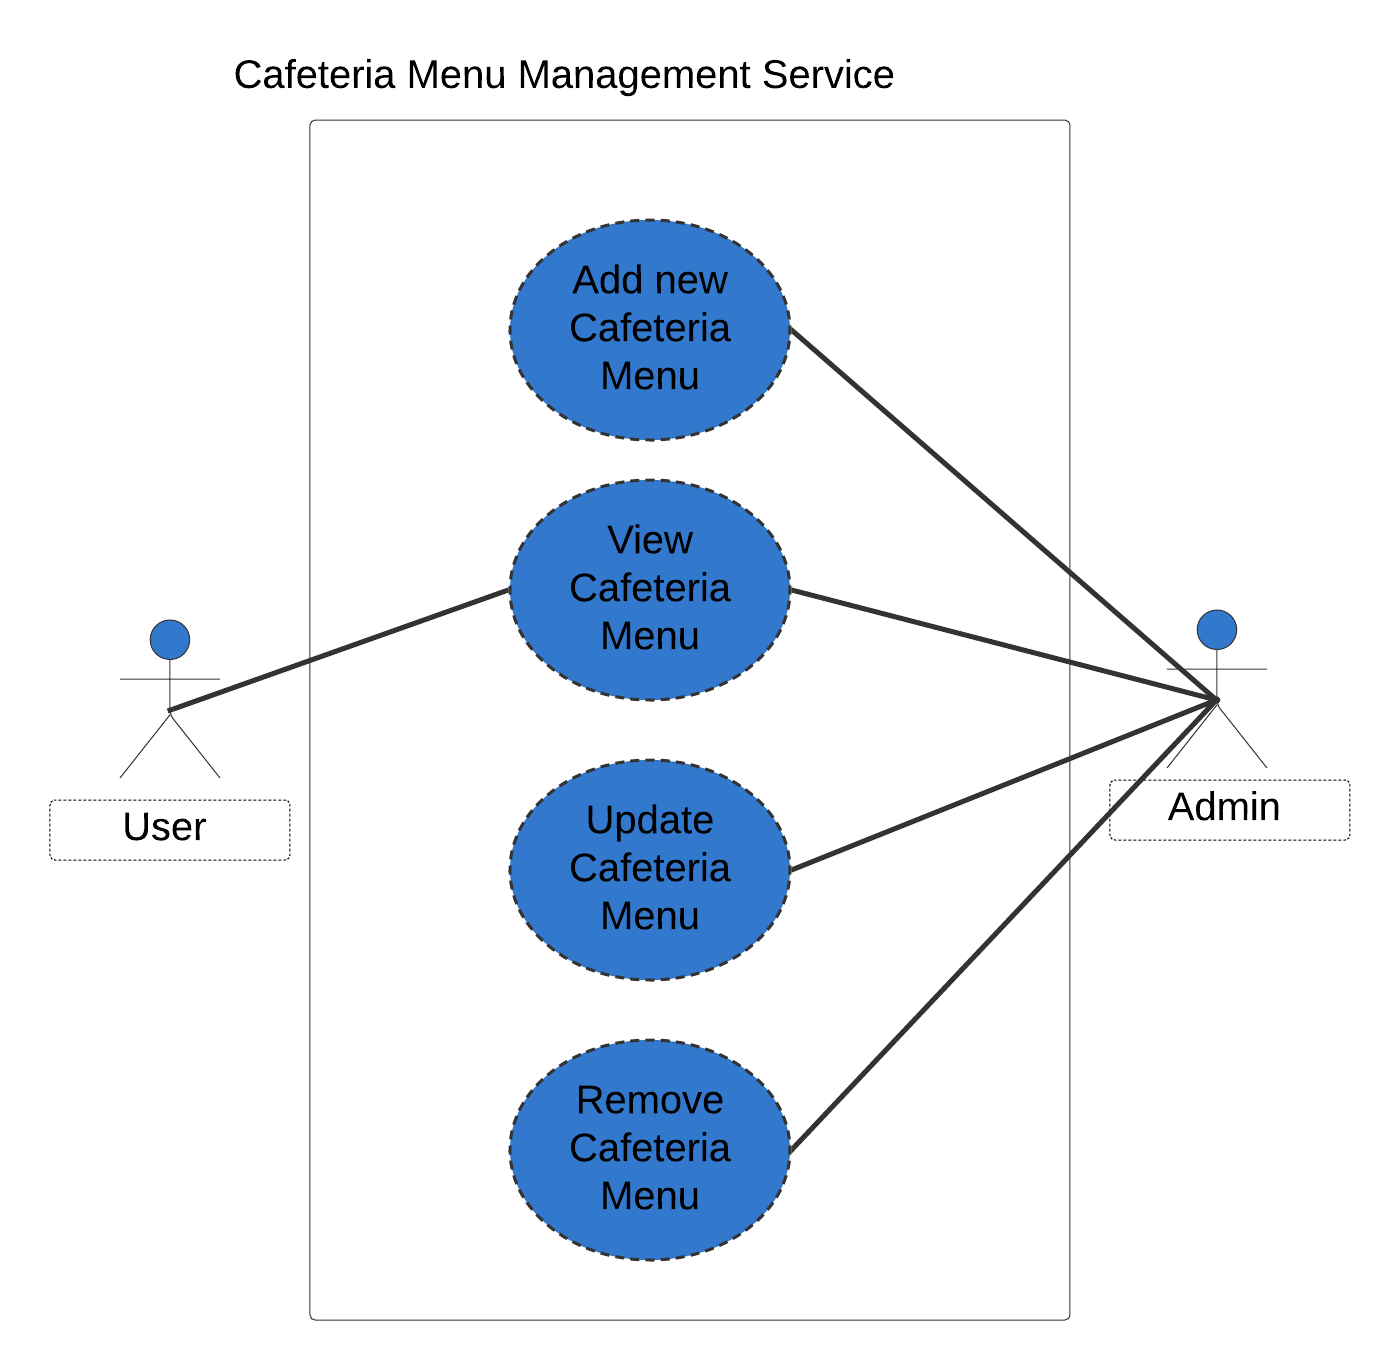 Cafeteria Menu Management Service
Add new
Cafeteria
Menu
View
Cafeteria
Menu
User
Admin
Update
Cafeteria
Menu
Remove
Cafeteria
Menu